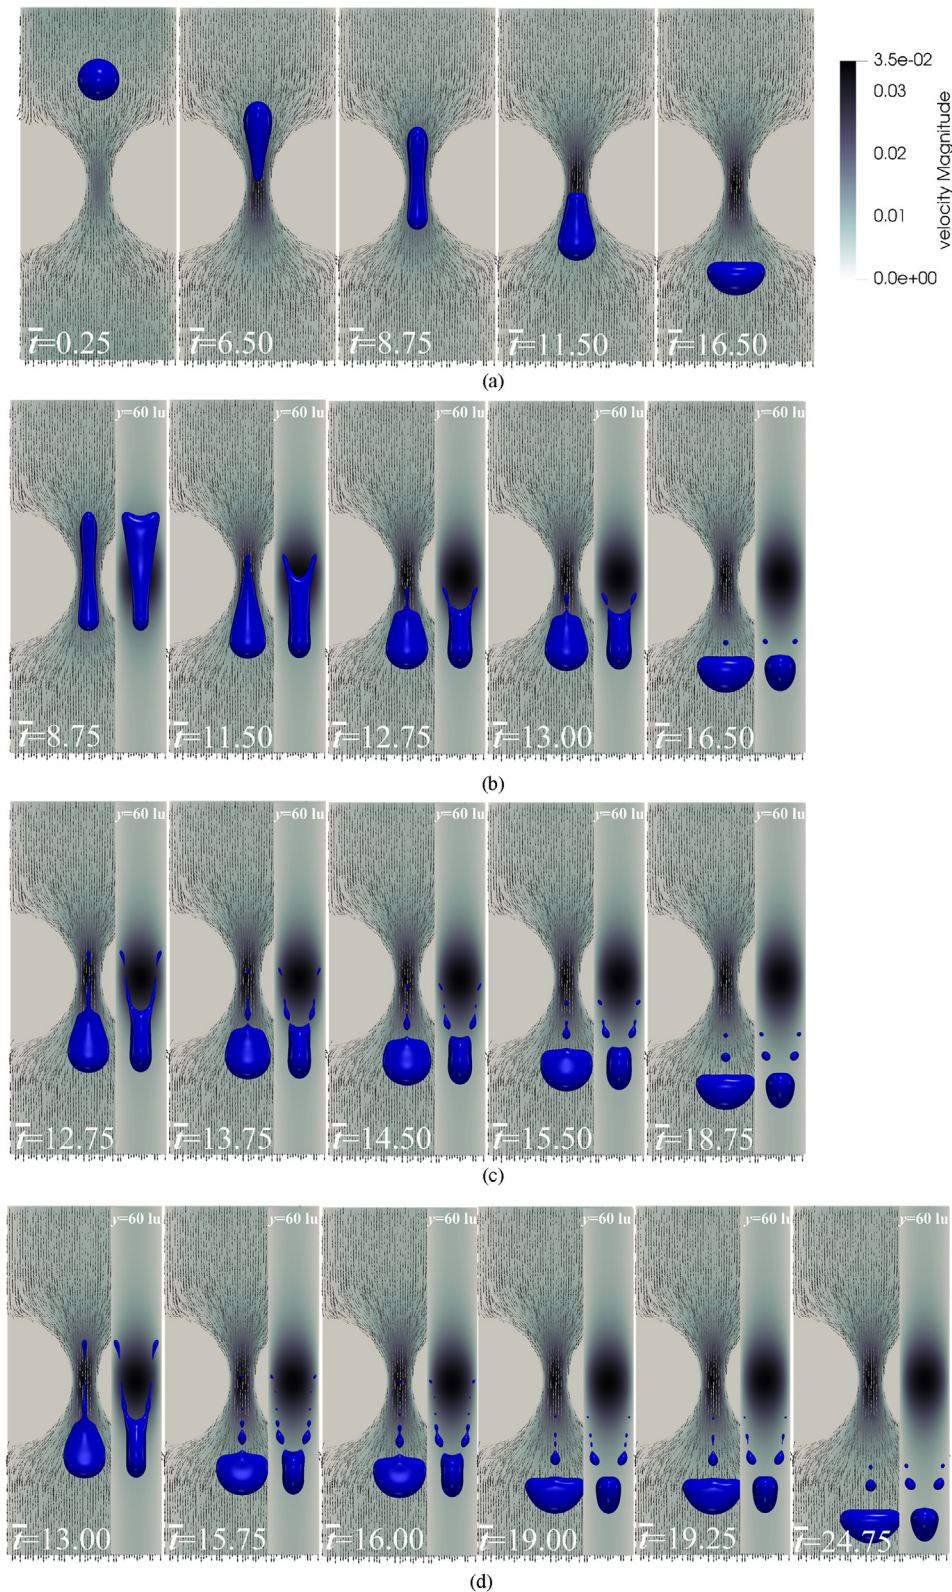 3.5e-02
0.03
0.02
0.01
0.0e+00
velocity Magnitude
t̅=0.25
t̅=6.50
t̅=8.75
t̅=11.50
t̅=16.50
(a)
y=60 lu
y=60 lu
y=60 lu
y=60 lu
y=60 lu
t̅=8.75
t̅=11.50
t̅=12.75
t̅=13.00
t̅=16.50
(b)
y=60 lu
y=60 lu
y=60 lu
y=60 lu
y=60 lu
t̅=12.75
t̅=13.75
t̅=14.50
t̅=15.50
t̅=18.75
(c)
y=60 lu
y=60 lu
y=60 lu
y=60 lu
y=60 lu
y=60 lu
t̅=13.00
t̅=15.75
t̅=16.00
t̅=19.00
t̅=19.25
t̅=24.75
(d)